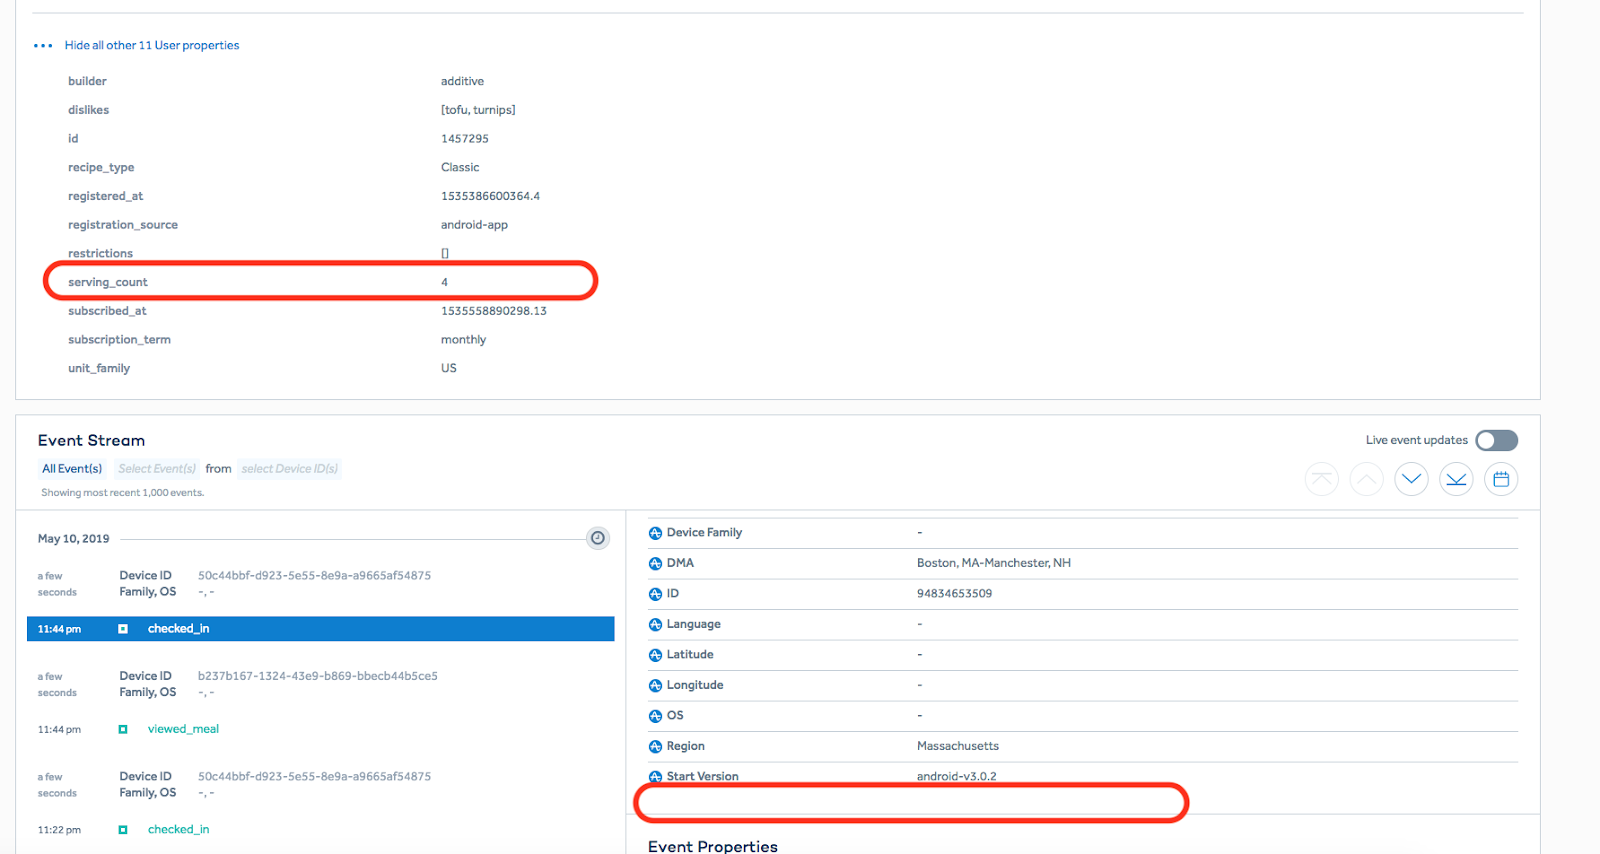 Hide all other 11 User properties
builder additive
dislikes [tofu, turnips]
id 1457295
recipe_type Classic
registered_at 1535386600364.4
registration_source android-app
restrictions []
serving_count 4
subscribed_at 1535558890298.13
subscription_term monthly
unit_family US
Event Stream
Live event updates
All Event(s) Select Event(s) from select Device ID(s)
Showing most recent 1,000 events.
May 10, 2019
a few seconds
Device ID 50c44bbf-d923-5e55-8e9a-a9665af54875
Family, OS -, -
11:44 pm checked_in
a few seconds
Device ID b237b167-1324-43e9-b869-bbecb44b5ce5
Family, OS -, -
11:44 pm viewed_meal
a few seconds
Device ID 50c44bbf-d923-5e55-8e9a-a9665af54875
Family, OS -, -
11:22 pm checked_in
Device Family -
DMA Boston, MA-Manchester, NH
ID 94834653509
Language -
Latitude -
Longitude -
OS -
Region Massachusetts
Start Version android-v3.0.2
Event Properties